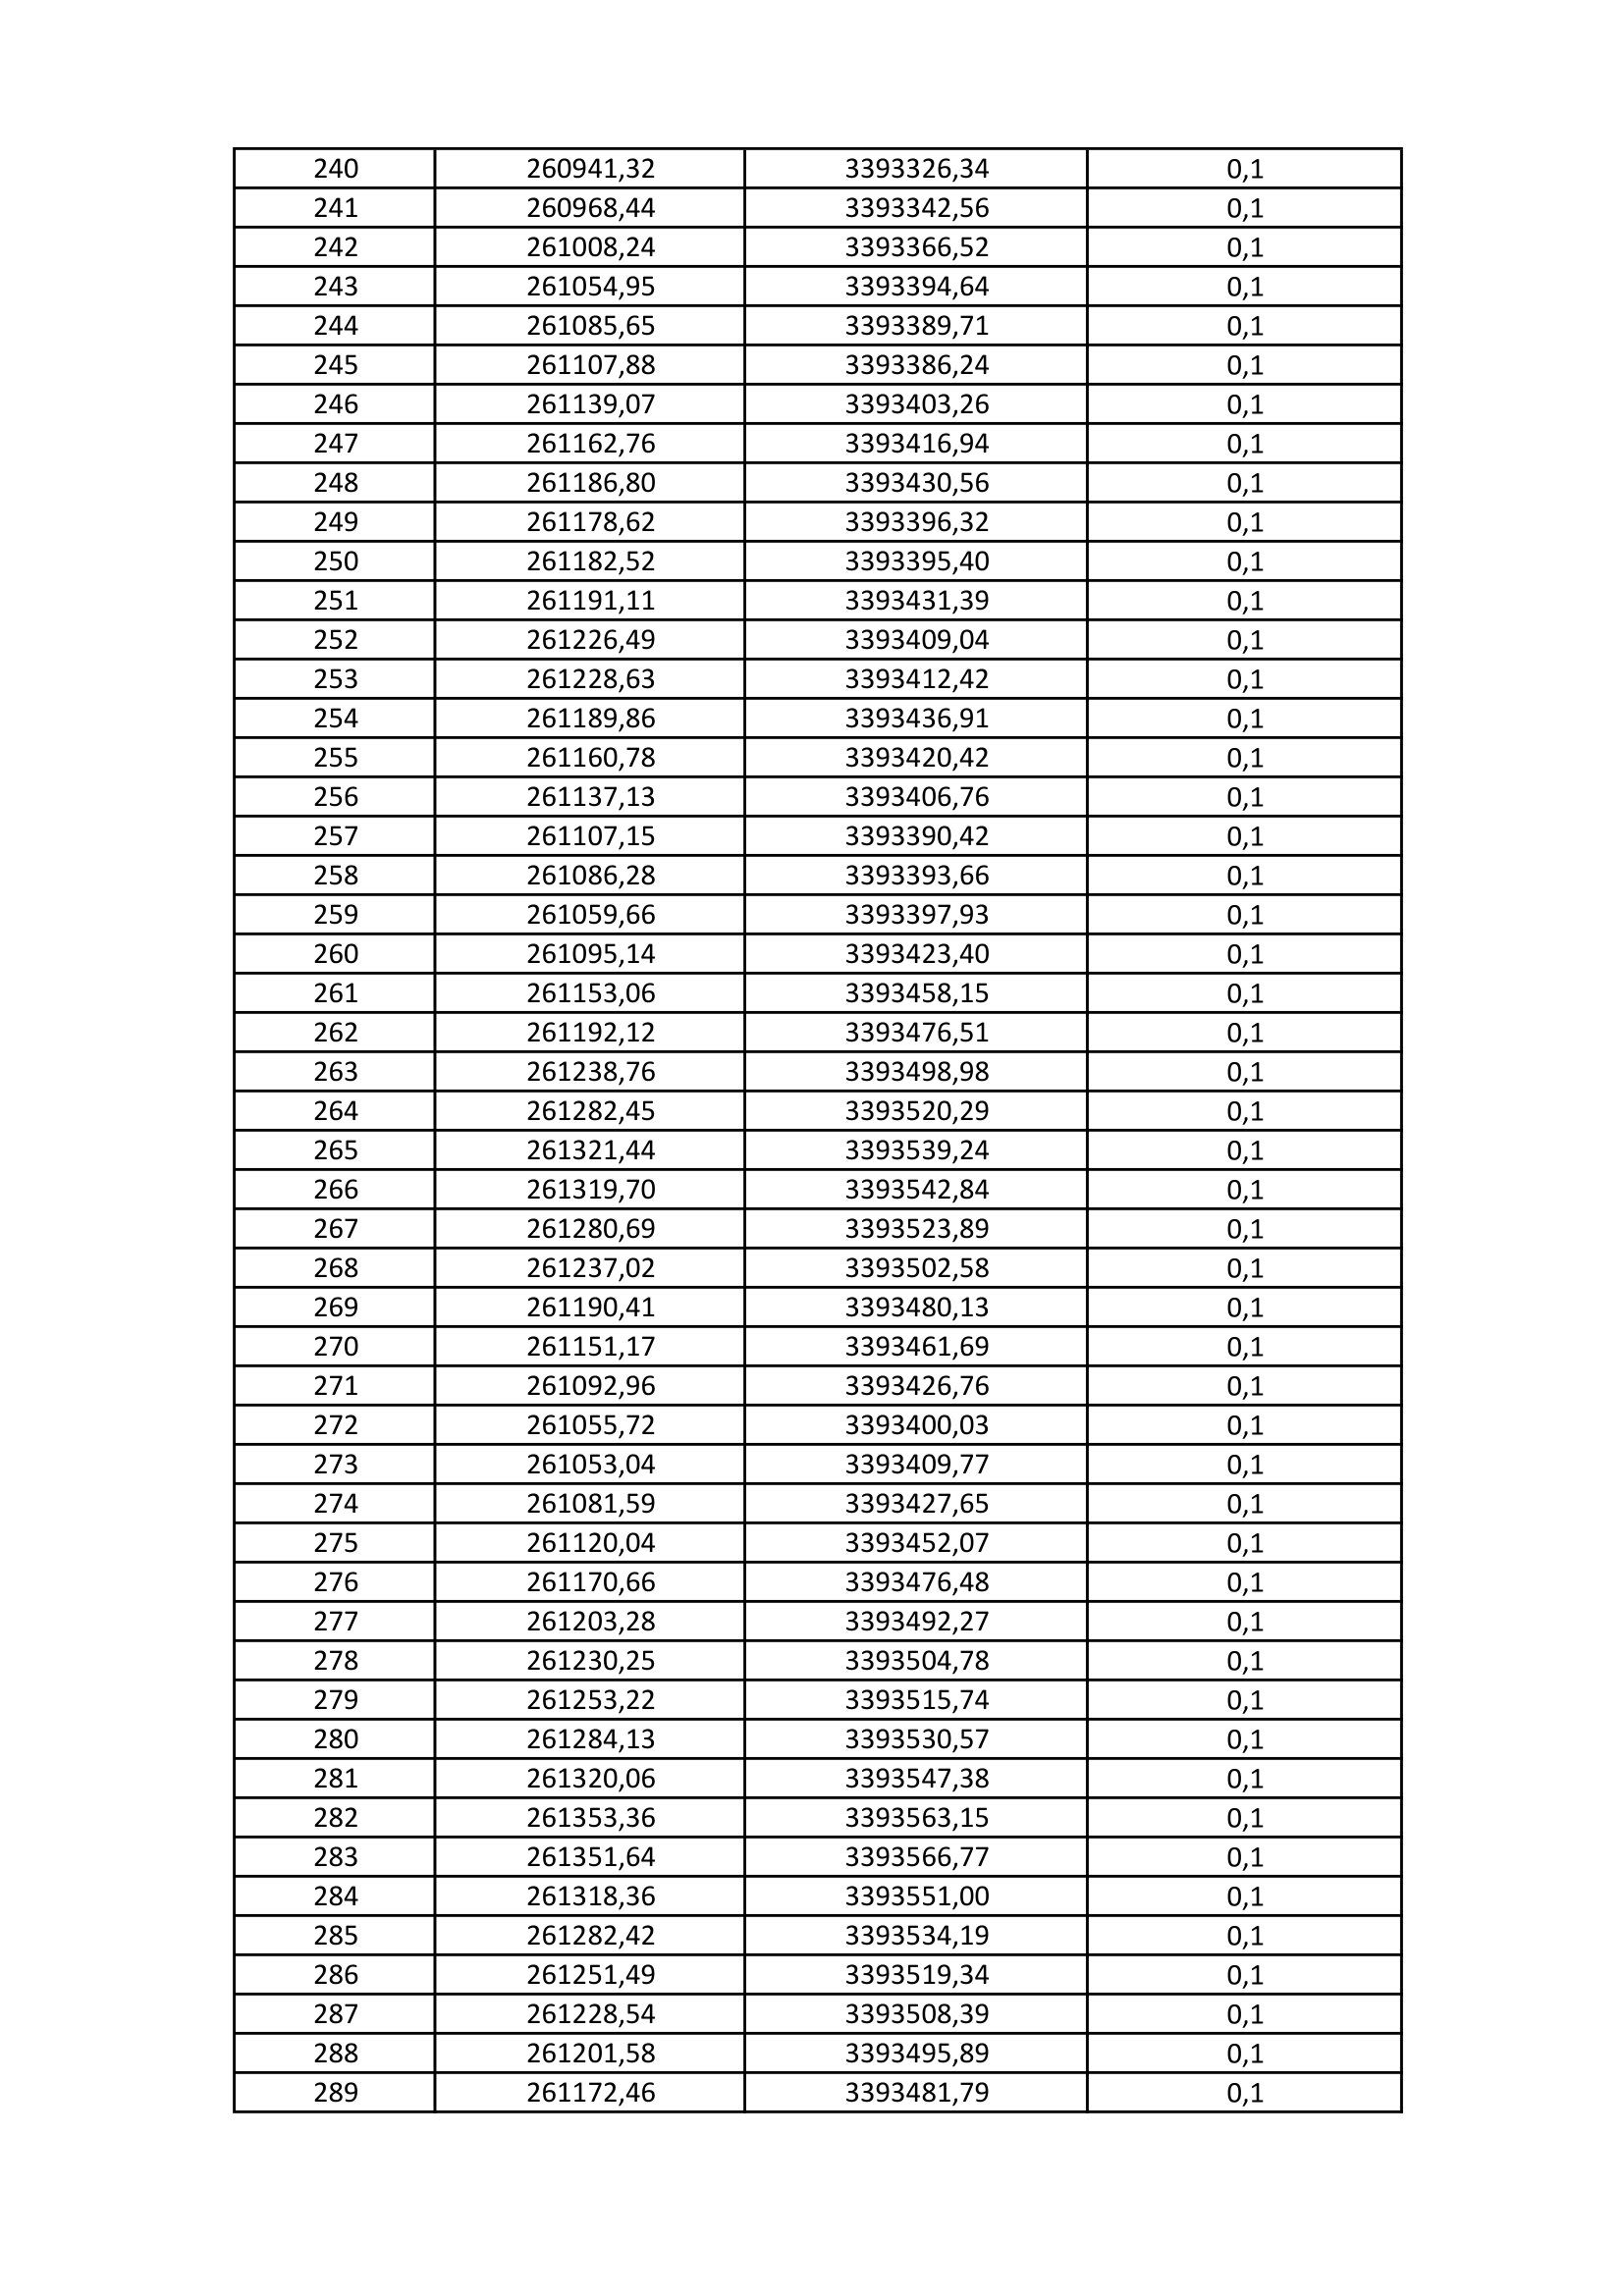 240 260941,32 3393326,34 0,1
241 260968,44 3393342,56 0,1
242 261008,24 3393366,52 0,1
243 261054,95 3393394,64 0,1
244 261085,65 3393389,71 0,1
245 261107,88 3393386,24 0,1
246 261139,07 3393403,26 0,1
247 261162,76 3393416,94 0,1
248 261186,80 3393430,56 0,1
249 261178,62 3393396,32 0,1
250 261182,52 3393395,40 0,1
251 261191,11 3393431,39 0,1
252 261226,49 3393409,04 0,1
253 261228,63 3393412,42 0,1
254 261189,86 3393436,91 0,1
255 261160,78 3393420,42 0,1
256 261137,13 3393406,76 0,1
257 261107,15 3393390,42 0,1
258 261086,28 3393393,66 0,1
259 261059,66 3393397,93 0,1
260 261095,14 3393423,40 0,1
261 261153,06 3393458,15 0,1
262 261192,12 3393476,51 0,1
263 261238,76 3393498,98 0,1
264 261282,45 3393520,29 0,1
265 261321,44 3393539,24 0,1
266 261319,70 3393542,84 0,1
267 261280,69 3393523,89 0,1
268 261237,02 3393502,58 0,1
269 261190,41 3393480,13 0,1
270 261151,17 3393461,69 0,1
271 261092,96 3393426,76 0,1
272 261055,72 3393400,03 0,1
273 261053,04 3393409,77 0,1
274 261081,59 3393427,65 0,1
275 261120,04 3393452,07 0,1
276 261170,66 3393476,48 0,1
277 261203,28 3393492,27 0,1
278 261230,25 3393504,78 0,1
279 261253,22 3393515,74 0,1
280 261284,13 3393530,57 0,1
281 261320,06 3393547,38 0,1
282 261353,36 3393563,15 0,1
283 261351,64 3393566,77 0,1
284 261318,36 3393551,00 0,1
285 261282,42 3393534,19 0,1
286 261251,49 3393519,34 0,1
287 261228,54 3393508,39 0,1
288 261201,58 3393495,89 0,1
289 261172,46 3393481,79 0,1